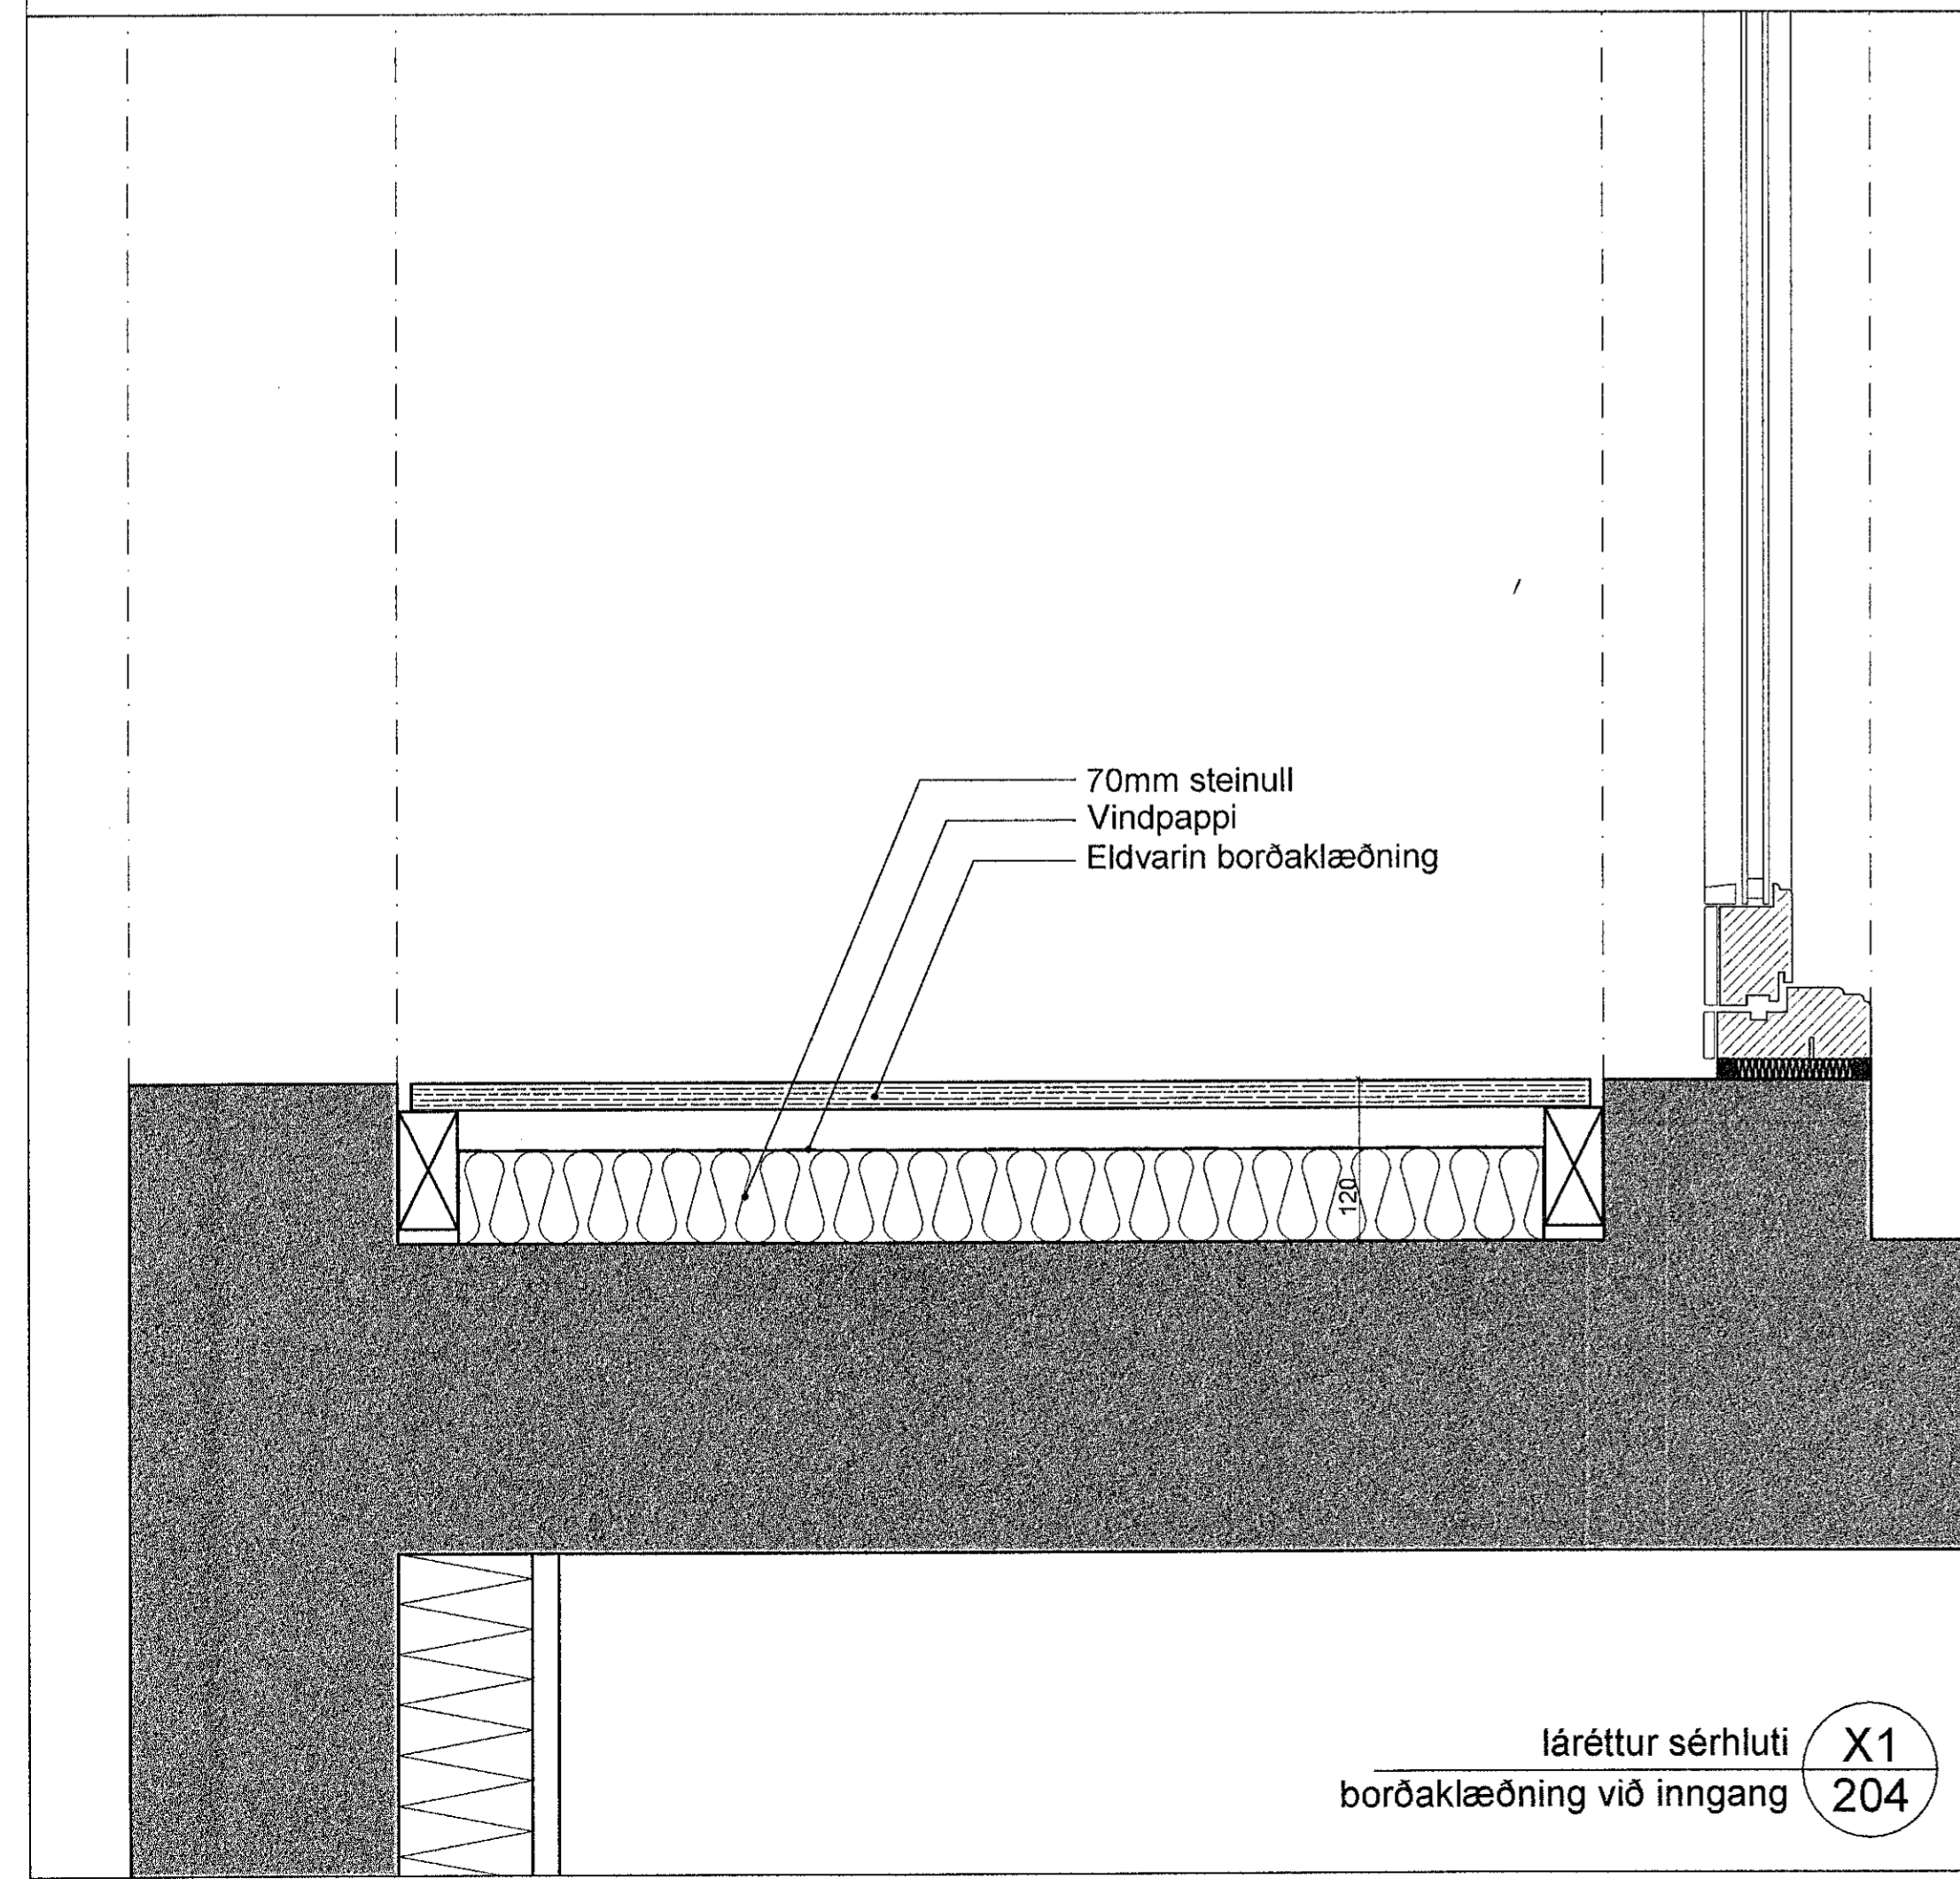 70mm steinull
Vindpappi
Eldvarin borðaklæðning
120
láréttur sérhluti
borðaklæðning við inngang
X1
204